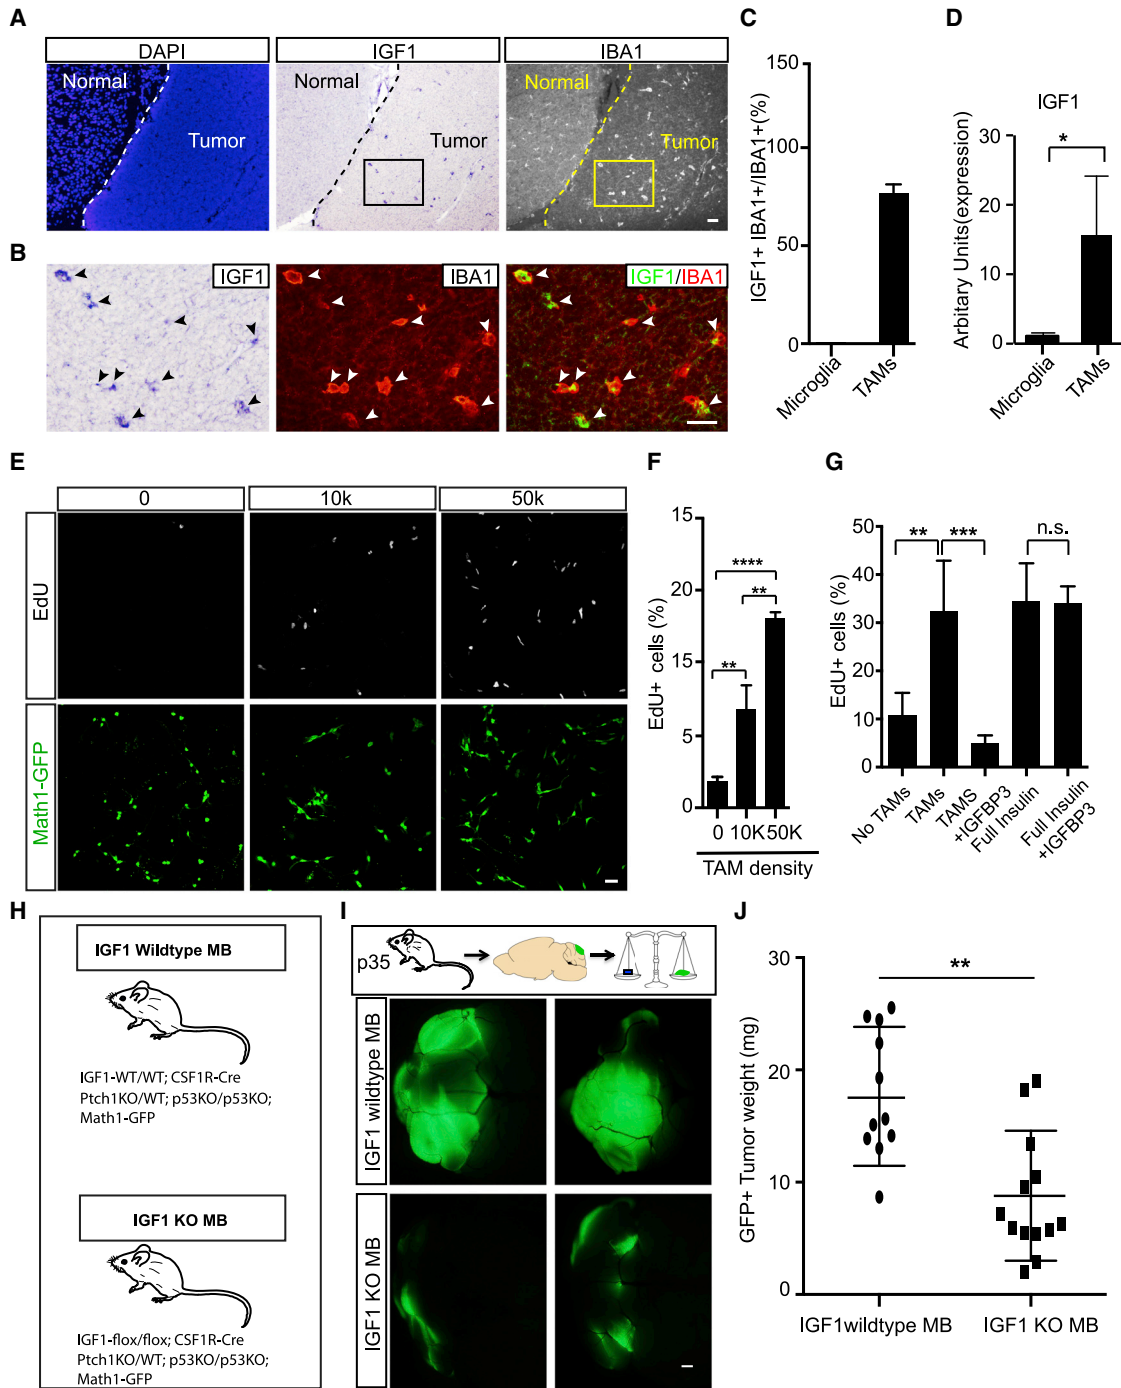 A
DAPI
IGF1
IBA1
Normal
Tumor
Normal
Tumor
Normal
Tumor
B
IGF1
IBA1
IGF1/IBA1
C
IGF1+ IBA1+/IBA1+(%)
150
100
50
0
Microglia
TAMs
D
IGF1
Arbitary Units(expression)
30
20
10
0
*
Microglia
TAMs
E
0
10k
50k
EdU
Math1-GFP
F
EdU+ cells (%)
15
20
15
5
0
****
**
**
0 10K 50K
TAM density
G
EdU+ cells (%)
50
40
30
20
10
0
**
***
n.s.
No TAMs
TAMs
TAMS
+IGFBP3
Full Insulin
Full Insulin
+IGFBP3
H
IGF1 Wildtype MB
IGF1-WT/WT; CSF1R-Cre
Ptch1KO/WT; p53KO/p53KO;
Math1-GFP
IGF1 KO MB
IGF1-flox/flox; CSF1R-Cre
Ptch1KO/WT; p53KO/p53KO;
Math1-GFP
I
p35
IGF1 wildtype MB
IGF1 KO MB
J
GFP+ Tumor weight (mg)
30
20
10
0
**
IGF1wildtype MB
IGF1 KO MB